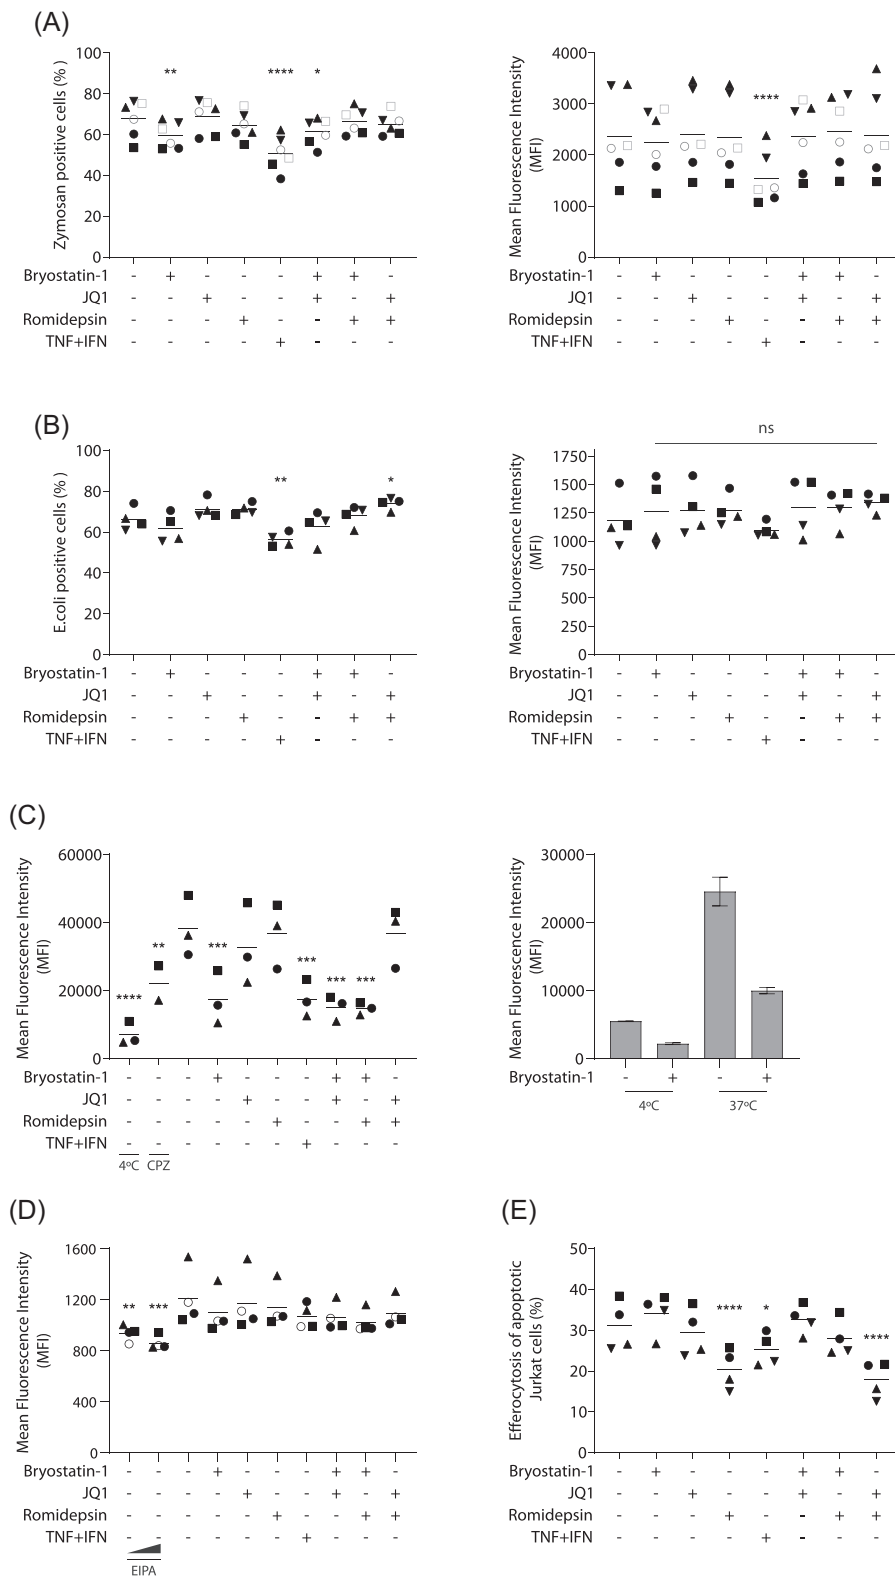 (A)
Zymosan positive cells (%)
100
80
60
40
20
0
** **** *
Bryostatin-1 - + - - - + + -
JQ1 - - + - - + - +
Romidepsin - - - + - - + +
TNF+IFN - - - - + - - -
Mean Fluorescence Intensity
(MFI)
4000
3000
2000
1000
0
****
Bryostatin-1 - + - - - + + -
JQ1 - - + - - + - +
Romidepsin - - - + - - + +
TNF+IFN - - - - + - - -
(B)
E.coli positive cells (%)
100
80
60
40
20
0
** *
Bryostatin-1 - + - - - + + -
JQ1 - - + - - + - +
Romidepsin - - - + - - + +
TNF+IFN - - - - + - - -
Mean Fluorescence Intensity
(MFI)
1750
1500
1250
1000
750
500
250
0
ns
Bryostatin-1 - + - - - + + -
JQ1 - - + - - + - +
Romidepsin - - - + - - + +
TNF+IFN - - - - + - - -
(C)
Mean Fluorescence Intensity
(MFI)
60000
40000
20000
0
**** ** *** *** *** ***
Bryostatin-1 - - - + - - - + + -
JQ1 - - - - + - - + - +
Romidepsin - - - - - + - - + +
TNF+IFN - - - - - - + - - -
4ºC CPZ
Mean Fluorescence Intensity
(MFI)
30000
20000
10000
0
Bryostatin-1 - + - +
4ºC 37ºC
(D)
Mean Fluorescence Intensity
(MFI)
1600
1200
800
400
0
** ***
Bryostatin-1 - - - + - - - + + -
JQ1 - - - - + - - + - +
Romidepsin - - - - - + - - + +
TNF+IFN - - - - - - + - - -
EIPA
(E)
Efferocytosis of apoptotic
Jurkat cells (%)
50
40
30
20
10
0
**** * ****
Bryostatin-1 - + - - - + + -
JQ1 - - + - - + - +
Romidepsin - - - + - - + +
TNF+IFN - - - - + - - -